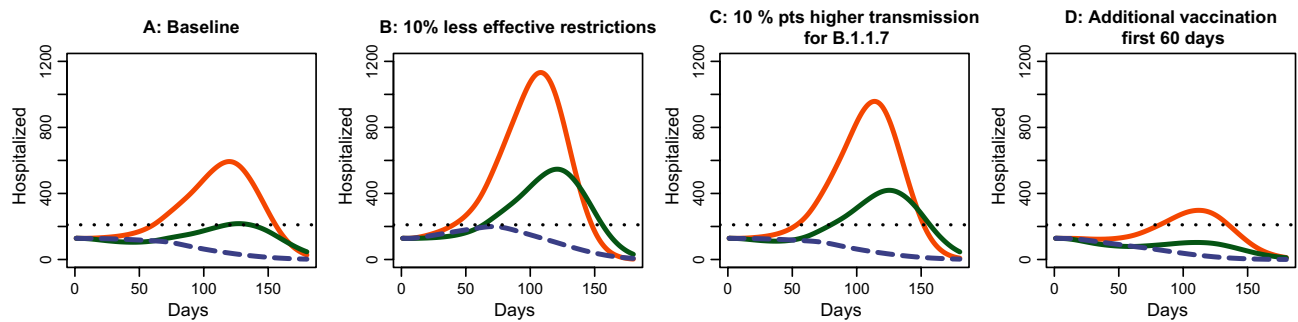 A: Baseline
Hospitalized
0 400 800 1200
0 50 100 150
Days
B: 10% less effective restrictions
Hospitalized
0 400 800 1200
0 50 100 150
Days
C: 10 % pts higher transmission
for B.1.1.7
Hospitalized
0 400 800 1200
0 50 100 150
Days
D: Additional vaccination
first 60 days
Hospitalized
0 400 800 1200
0 50 100 150
Days